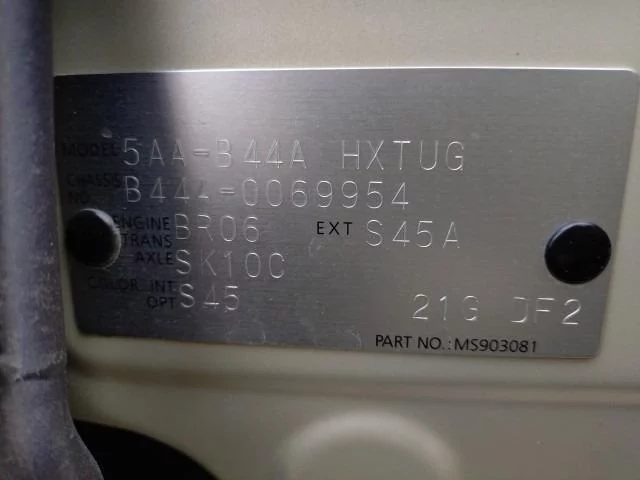 MODEL 5AA-B44A HXTUG
CHASSIS NO. B44A-0069954
ENGINE BR06 EXT S45A
TRANS AXLE SK10C
COLOR, INT S45
OPT 21G DF2
PART NO.: MS903081